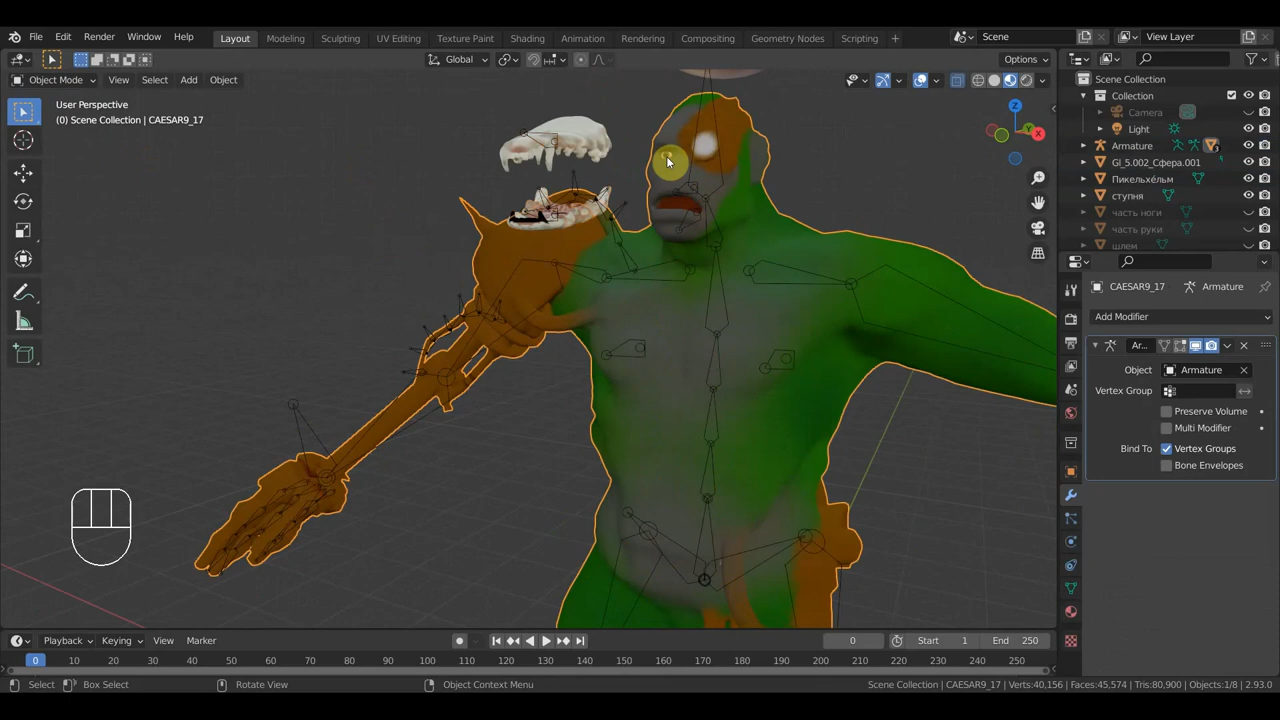 File Edit Render Window Help
Layout Modeling Sculpting UV Editing Texture Paint Shading Animation Rendering Compositing Geometry Nodes Scripting +
Scene
View Layer
Global
Options
Object Mode View Select Add Object
User Perspective
(0) Scene Collection | CAESAR9_17
Z
X
Y
Scene Collection
Collection
Camera
Light
Armature
3
Gl_5.002_Сфера.001
Пикельхе́льм
ступня
часть ноги
часть руки
шлем
CAESAR9_17 Armature
Add Modifier
Ar...
Object Armature
Vertex Group
Preserve Volume
Multi Modifier
Bind To Vertex Groups
Bone Envelopes
Playback Keying View Marker
0 Start 1 End 250
0 10 20 30 40 50 60 70 80 90 100 110 120 130 140 150 160 170 180 190 200 210 220 230 240 250
Select Box Select Rotate View Object Context Menu
Scene Collection | CAESAR9_17 | Verts:40,156 | Faces:45,574 | Tris:80,900 | Objects:1/8 | 2.93.0